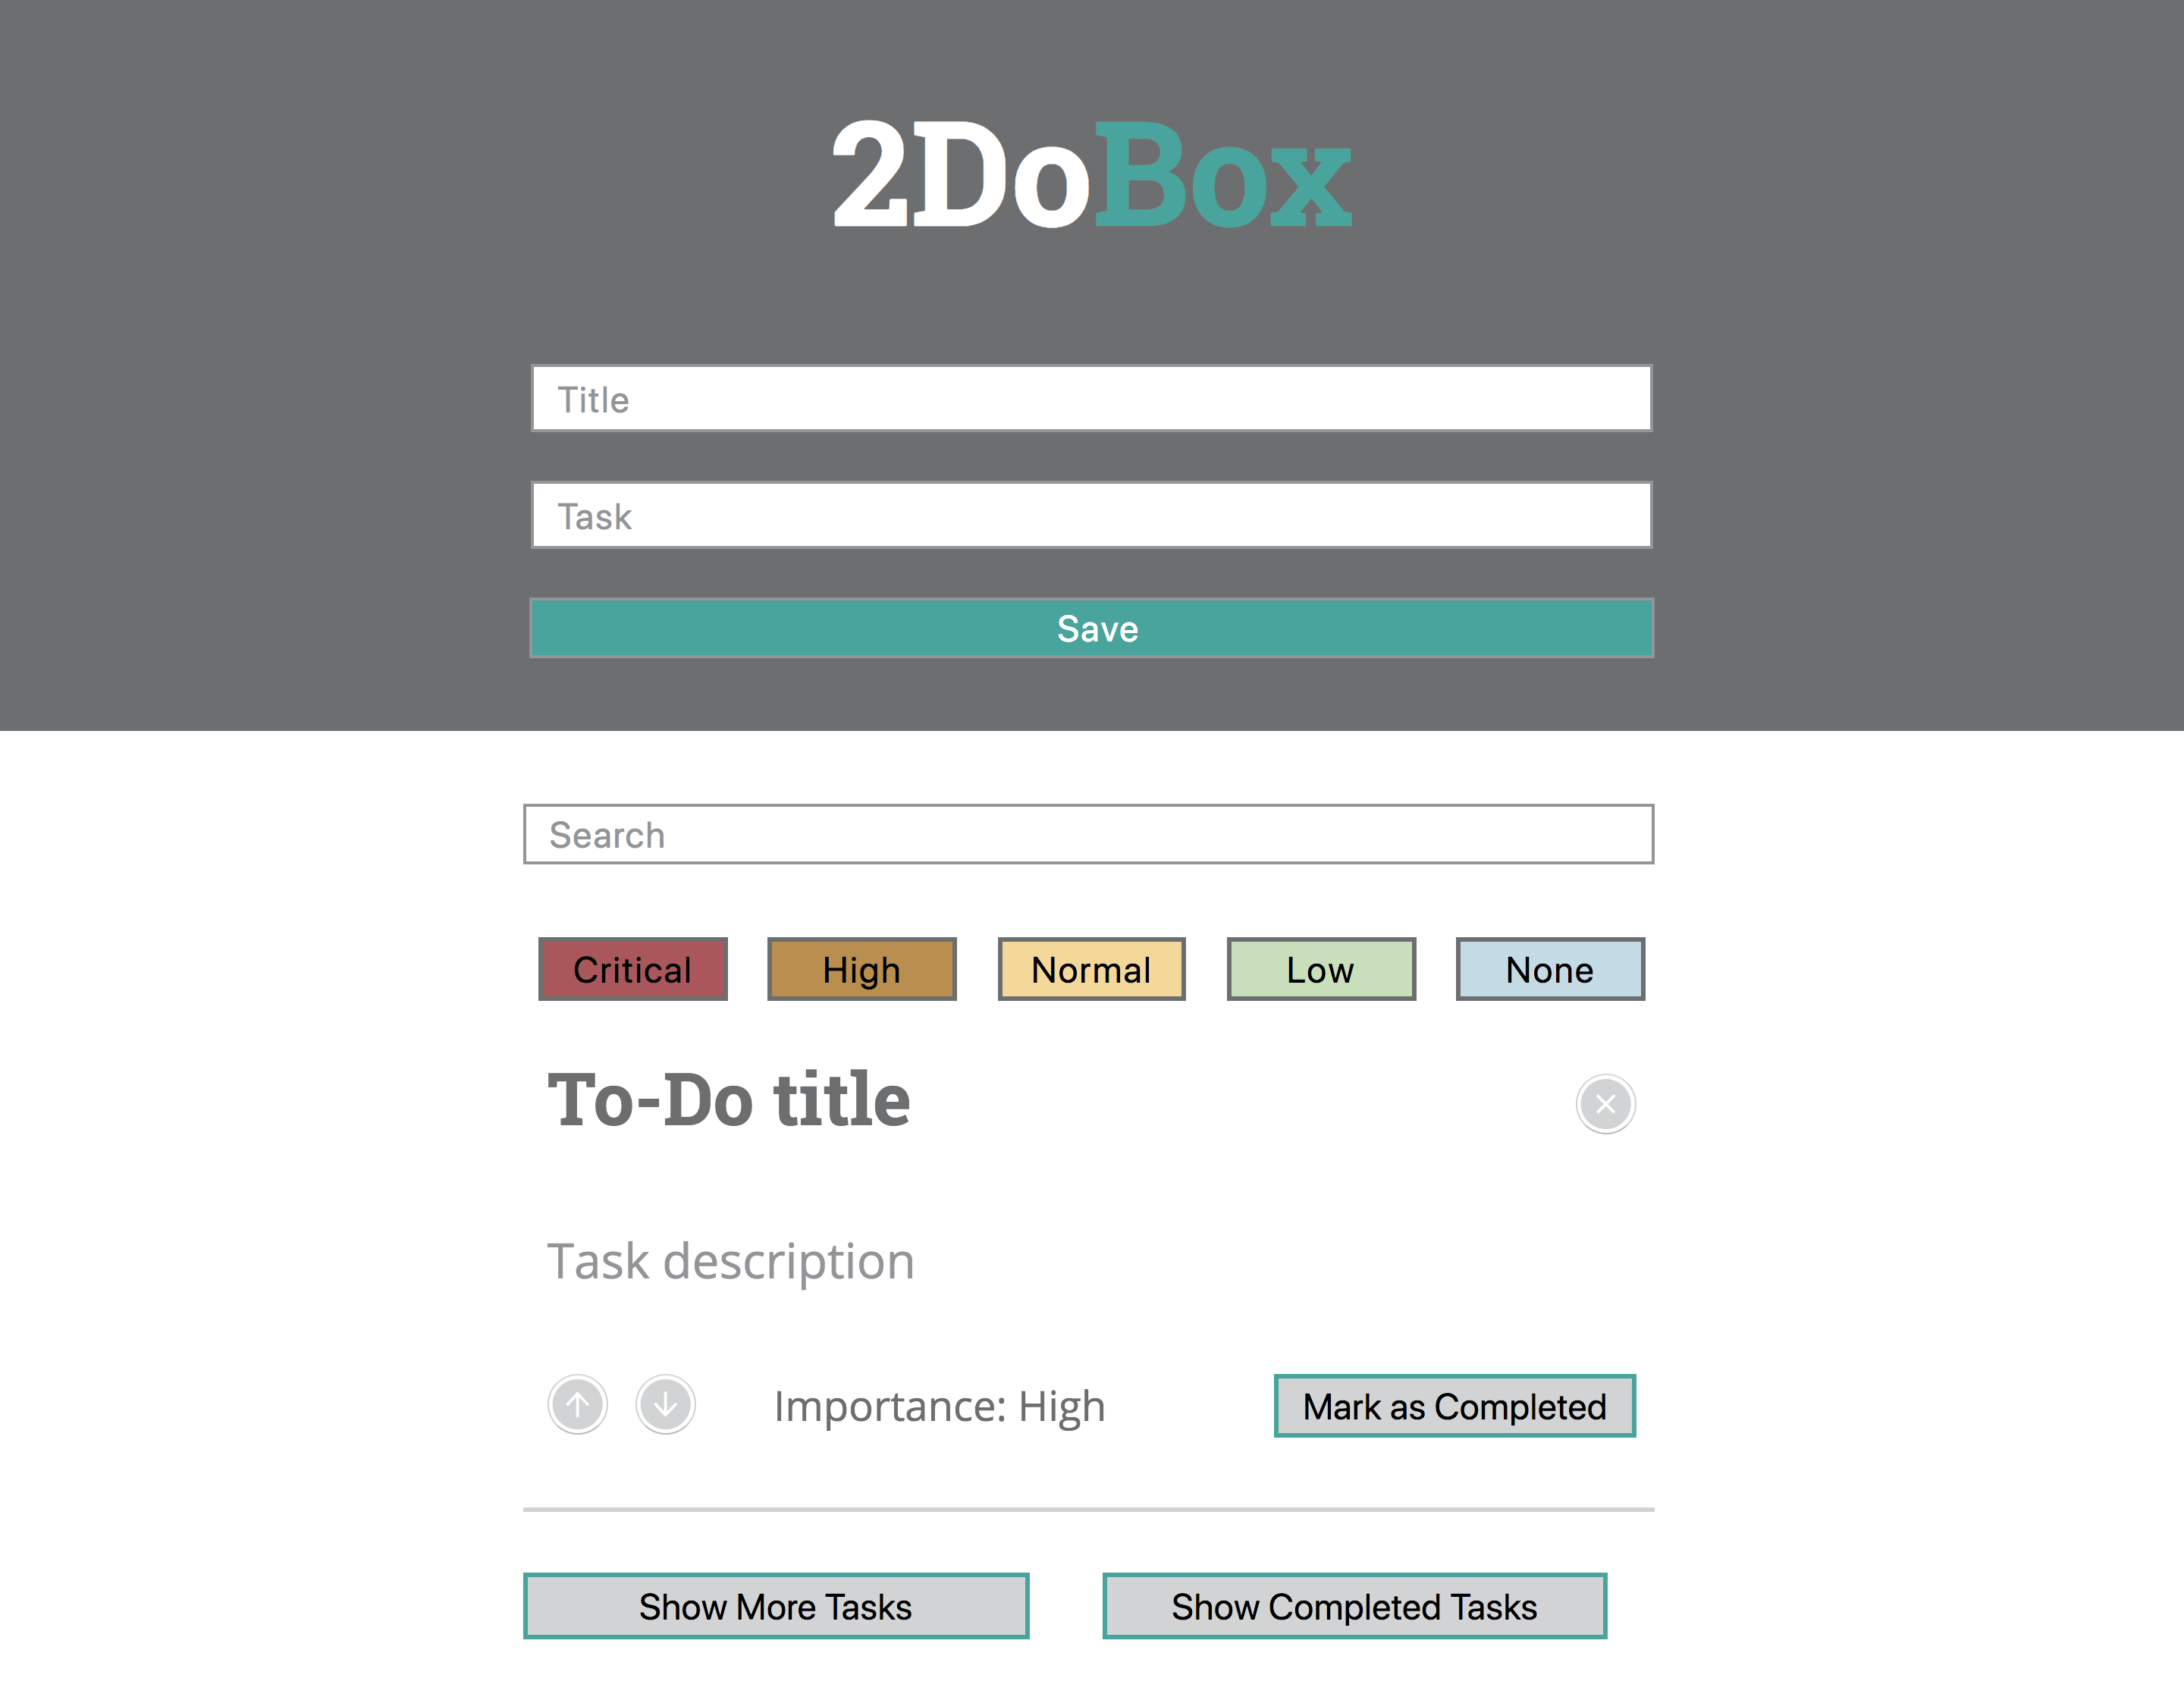 2DoBox
Title
Task
Save
Search
Critical High Normal Low None
To-Do title
Task description
Importance: High Mark as Completed
Show More Tasks Show Completed Tasks